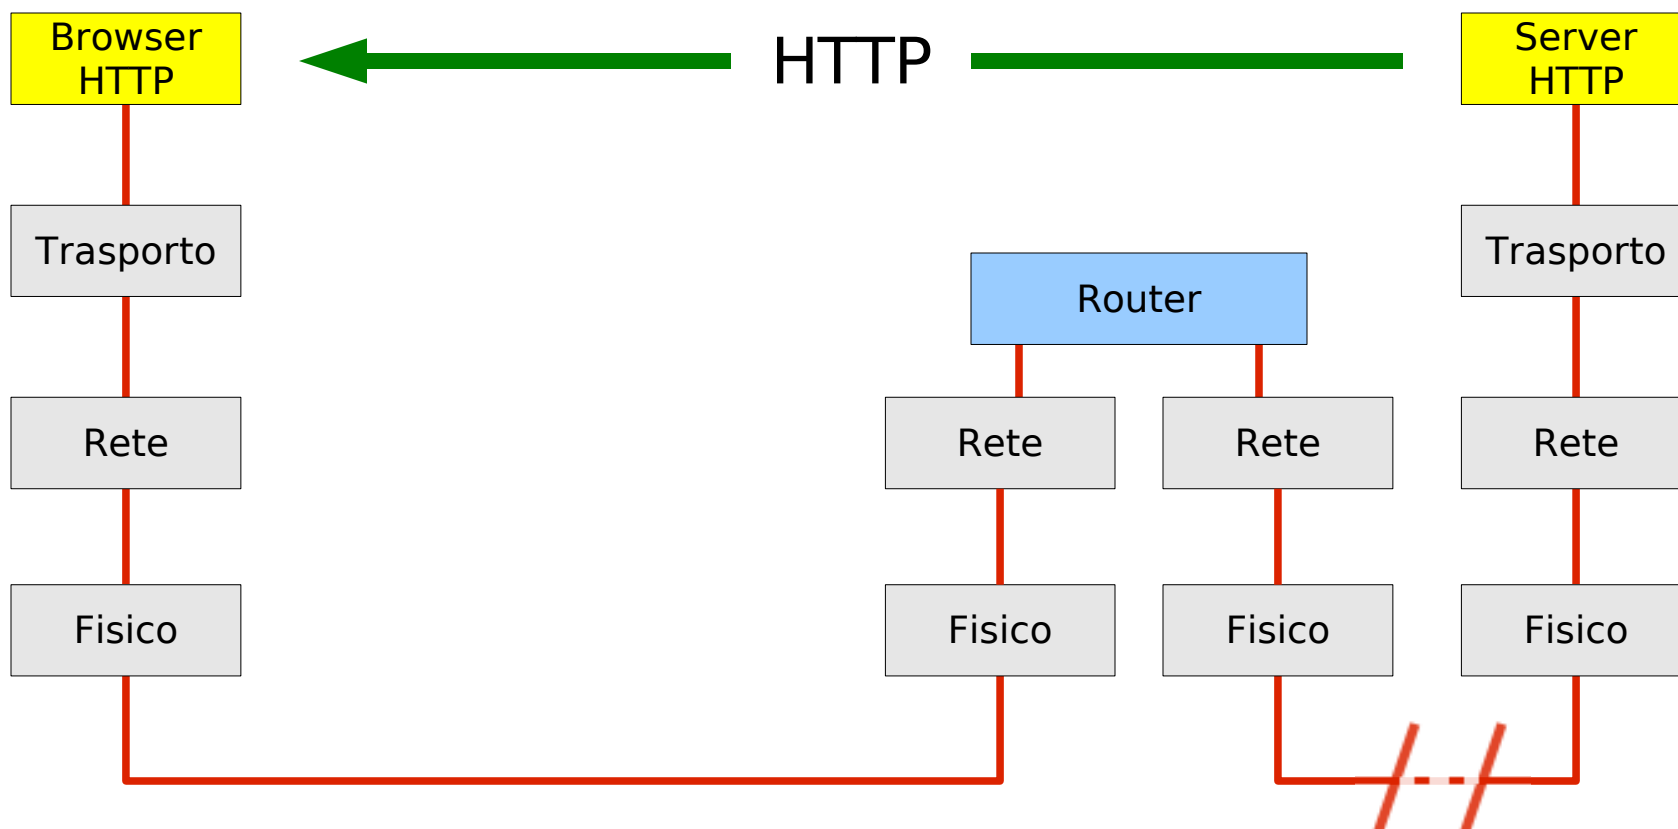 Browser
HTTP
HTTP
Server
HTTP
Trasporto
Trasporto
Router
Rete
Rete
Rete
Rete
Fisico
Fisico
Fisico
Fisico